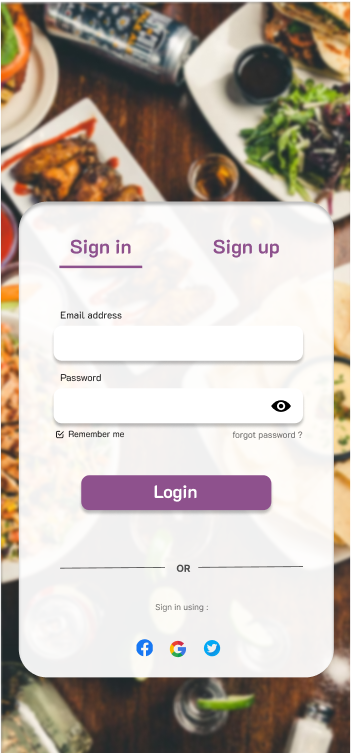 Sign in
Sign up
Email address
Password
Remember me
forgot password ?
Login
OR
Sign in using :